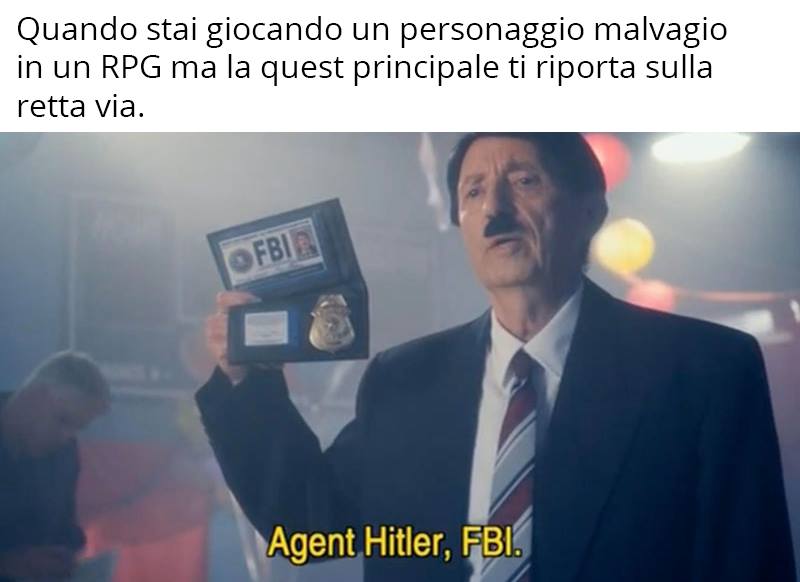 Quando stai giocando un personaggio malvagio
in un RPG ma la quest principale ti riporta sulla
retta via.
FBI
Agent Hitler, FBI.